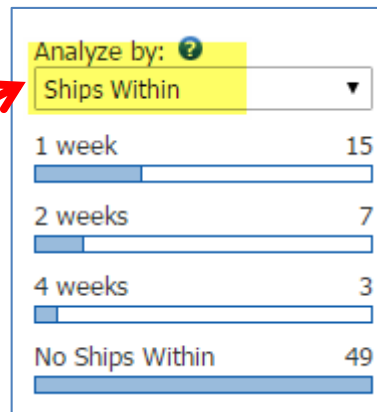 Analyze by: ?
Ships Within ▼
1 week 15
2 weeks 7
4 weeks 3
No Ships Within 49